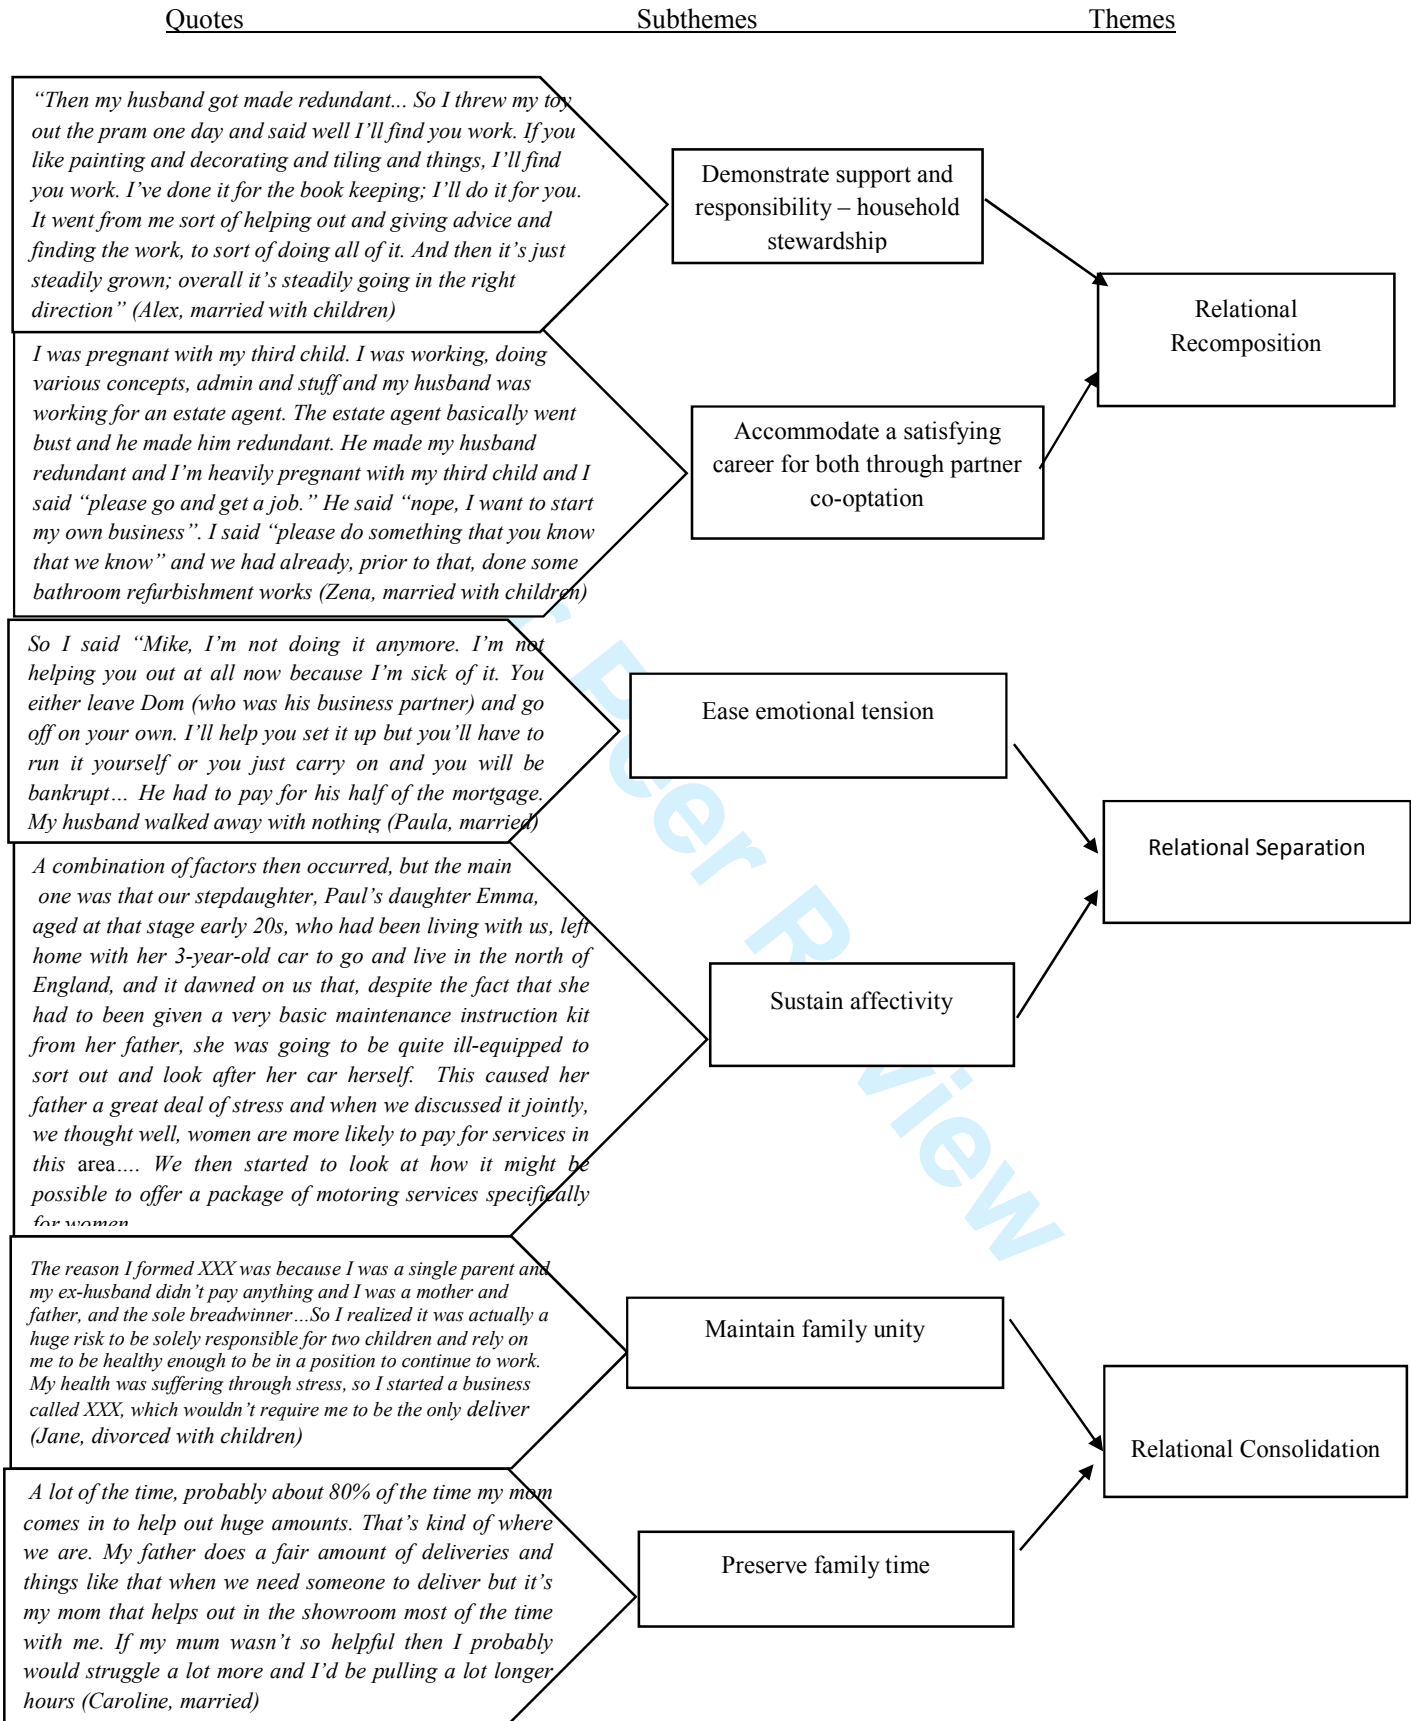 Quotes Subthemes Themes
“Then my husband got made redundant... So I threw my toy
out the pram one day and said well I’ll find you work. If you
like painting and decorating and tiling and things, I’ll find
you work. I’ve done it for the book keeping; I’ll do it for you.
It went from me sort of helping out and giving advice and
finding the work, to sort of doing all of it. And then it’s just
steadily grown; overall it’s steadily going in the right
direction” (Alex, married with children)
Demonstrate support and
responsibility – household
stewardship
Relational
Recomposition
I was pregnant with my third child. I was working, doing
various concepts, admin and stuff and my husband was
working for an estate agent. The estate agent basically went
bust and he made him redundant. He made my husband
redundant and I’m heavily pregnant with my third child and I
said “please go and get a job.” He said “nope, I want to start
my own business”. I said “please do something that you know
that we know” and we had already, prior to that, done some
bathroom refurbishment works (Zena, married with children)
Accommodate a satisfying
career for both through partner
co-optation
So I said “Mike, I’m not doing it anymore. I’m not
helping you out at all now because I’m sick of it. You
either leave Dom (who was his business partner) and go
off on your own. I’ll help you set it up but you’ll have to
run it yourself or you just carry on and you will be
bankrupt… He had to pay for his half of the mortgage.
My husband walked away with nothing (Paula, married)
Ease emotional tension
Relational Separation
A combination of factors then occurred, but the main
one was that our stepdaughter, Paul’s daughter Emma,
aged at that stage early 20s, who had been living with us, left
home with her 3-year-old car to go and live in the north of
England, and it dawned on us that, despite the fact that she
had to been given a very basic maintenance instruction kit
from her father, she was going to be quite ill-equipped to
sort out and look after her car herself. This caused her
father a great deal of stress and when we discussed it jointly,
we thought well, women are more likely to pay for services in
this area…. We then started to look at how it might be
possible to offer a package of motoring services specifically
for women
Sustain affectivity
The reason I formed XXX was because I was a single parent and
my ex-husband didn’t pay anything and I was a mother and
father, and the sole breadwinner…So I realized it was actually a
huge risk to be solely responsible for two children and rely on
me to be healthy enough to be in a position to continue to work.
My health was suffering through stress, so I started a business
called XXX, which wouldn’t require me to be the only deliver
(Jane, divorced with children)
Maintain family unity
Relational Consolidation
A lot of the time, probably about 80% of the time my mom
comes in to help out huge amounts. That’s kind of where
we are. My father does a fair amount of deliveries and
things like that when we need someone to deliver but it’s
my mom that helps out in the showroom most of the time
with me. If my mum wasn’t so helpful then I probably
would struggle a lot more and I’d be pulling a lot longer
hours (Caroline, married)
Preserve family time
Peer Review